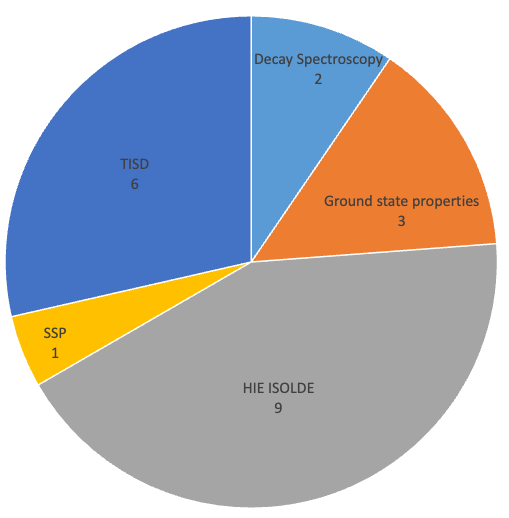 Decay Spectroscopy
2
TISD
6
Ground state properties
3
SSP
1
HIE ISOLDE
9